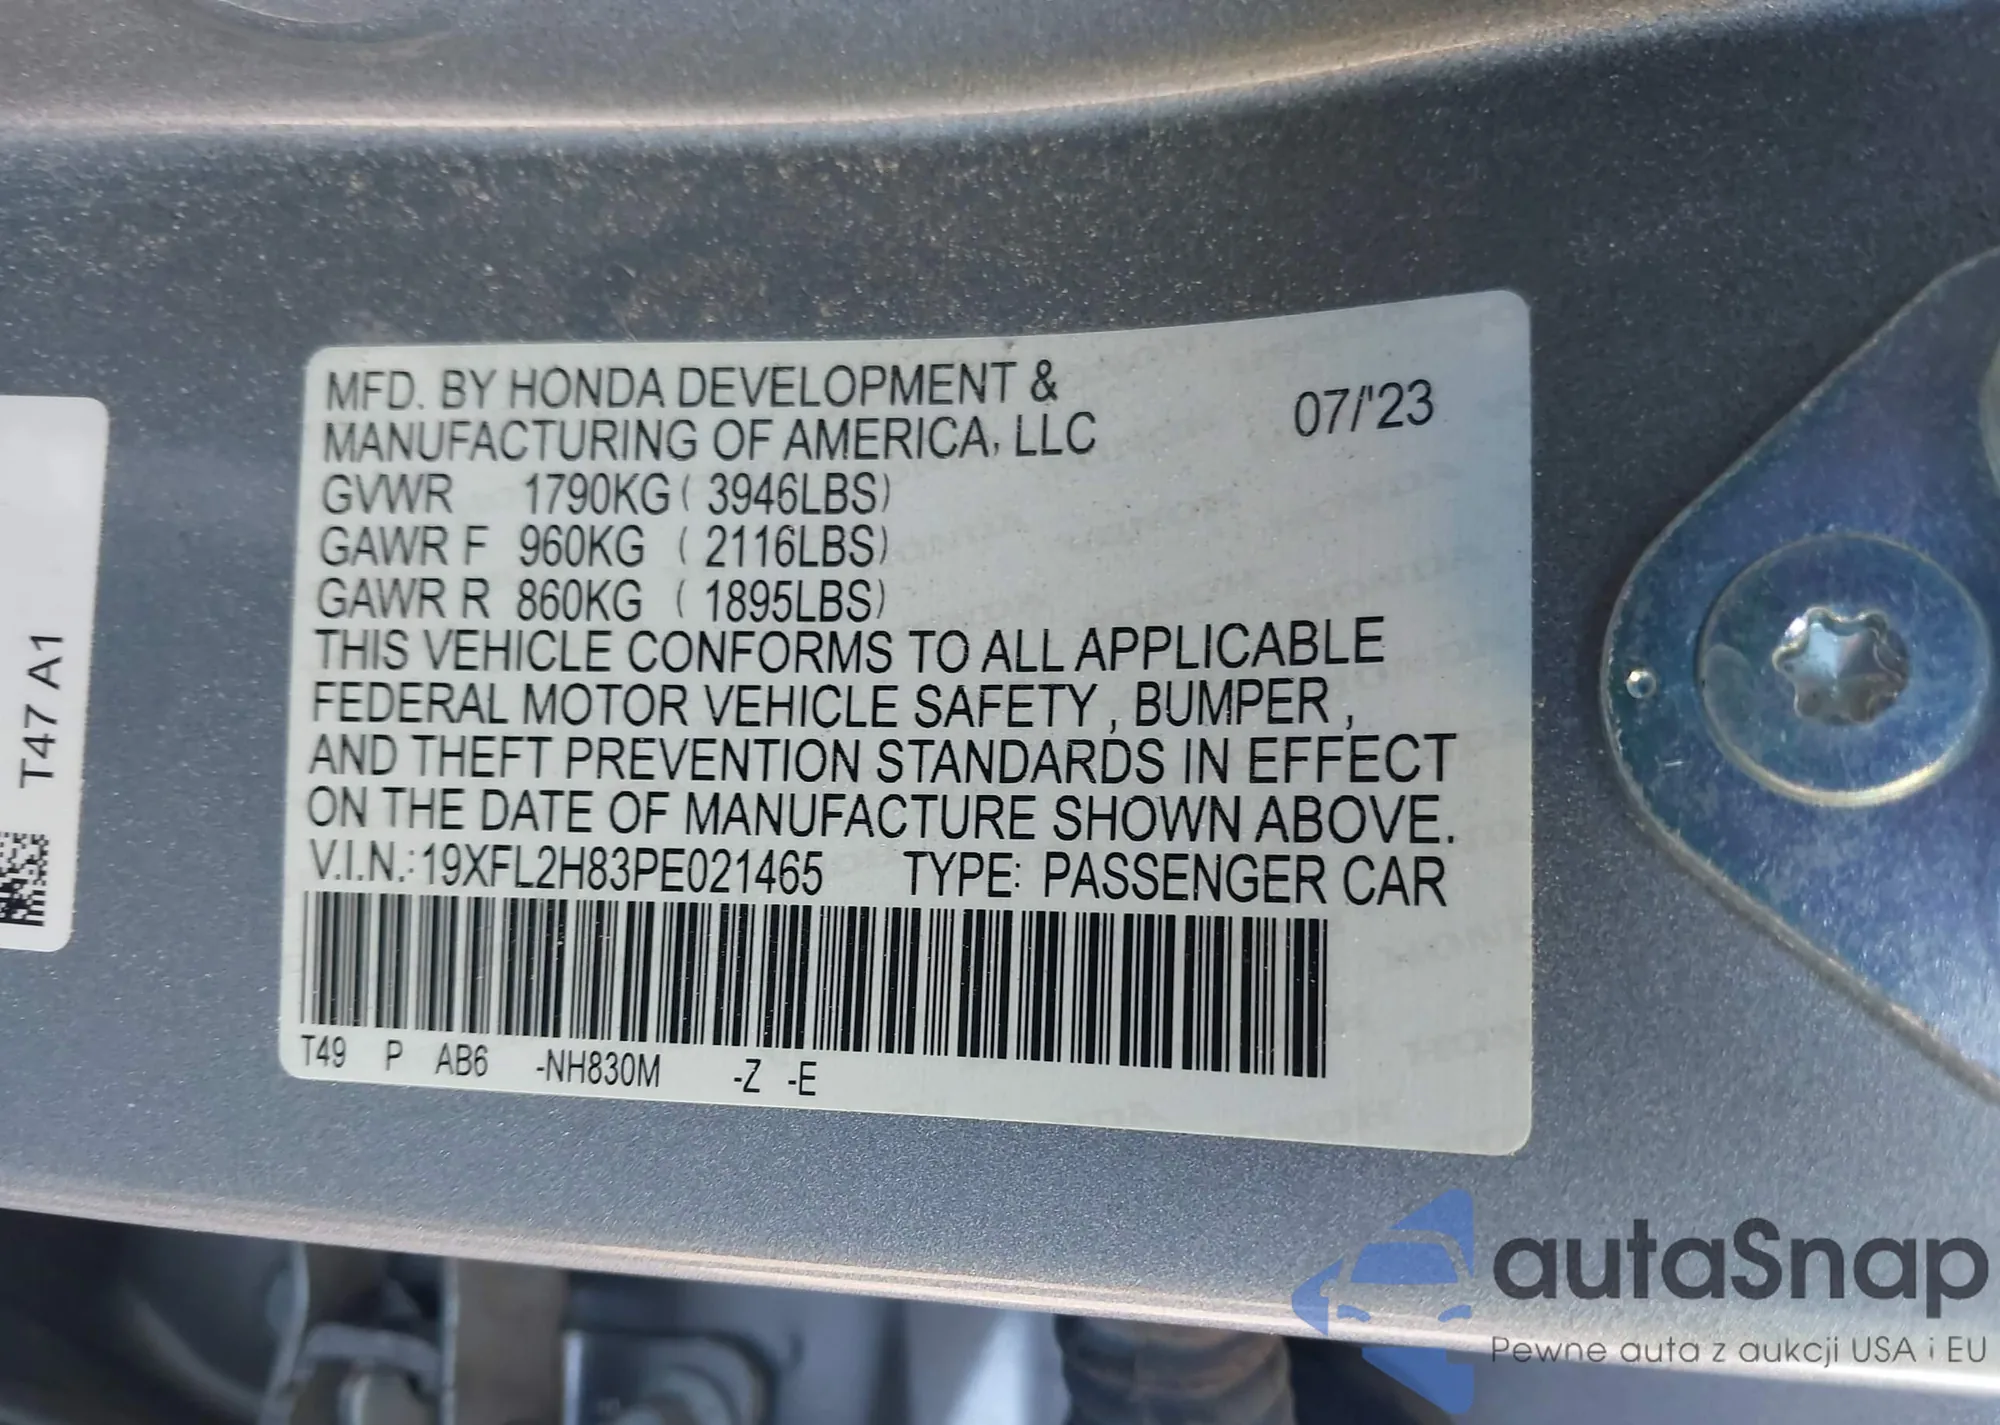 MFD. BY HONDA DEVELOPMENT &
MANUFACTURING OF AMERICA, LLC
07/'23
GVWR 1790KG ( 3946LBS)
GAWR F 960KG ( 2116LBS)
GAWR R 860KG ( 1895LBS)
THIS VEHICLE CONFORMS TO ALL APPLICABLE
FEDERAL MOTOR VEHICLE SAFETY , BUMPER ,
AND THEFT PREVENTION STANDARDS IN EFFECT
ON THE DATE OF MANUFACTURE SHOWN ABOVE.
V.I.N.: 19XFL2H83PE021465 TYPE: PASSENGER CAR
T49 P AB6 -NH830M -Z -E
T47 A1
autaSnap
Pewne auta z aukcji USA i EU